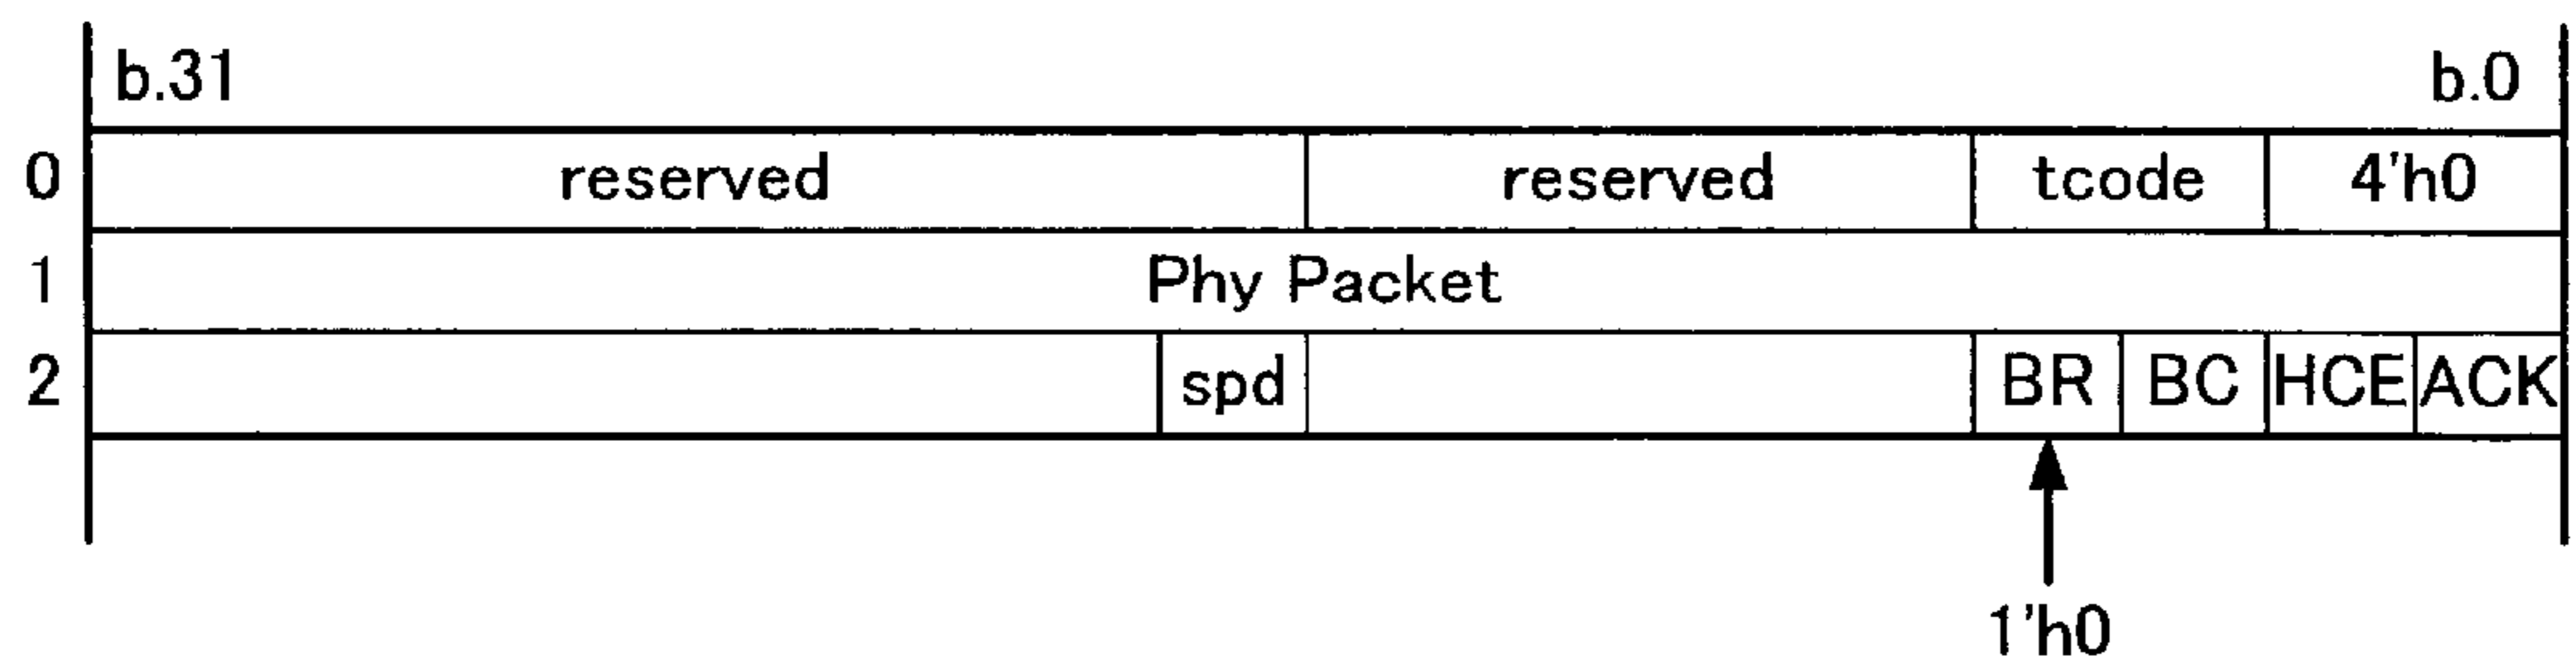 b.31 b.0
0 reserved reserved tcode 4'h0
1 Phy Packet
2 spd BR BC HCE ACK
1'h0